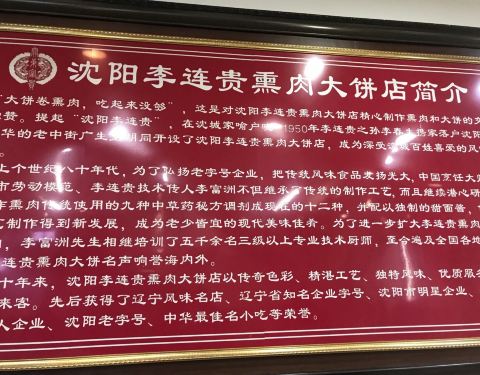 沈阳李连贵熏肉大饼店简介
"大饼卷熏肉，吃起来没够"，这是对沈阳李连贵熏肉和大饼店精心制作熏肉和大饼的
赞。提起"沈阳李连贵"，在沈城家喻户晓。1950年李连贵之孙李春生携家落户沈阳
华的老中街广生堂胡同开设了沈阳李连贵熏肉大饼店，成为深受沈城百姓喜爱的风
上个世纪八十年代，为了弘扬老字号企业，把传统风味食品发扬光大，中国烹饪大
市劳动模范、李连贵技术传人李富洲不但继承了传统的制作工艺，而且继续潜心研
作熏肉传统使用的九种中草药秘方调剂成现在的十二种，并配以独制的甜面酱，
制作得到新发展，成为老少皆宜的现代美味佳肴。为了进一步扩大李连贵熏肉
，李富洲先生相继培训了五千余名三级以上专业技术厨师，至今遍及全国各地
连贵熏肉大饼名声响誉海内外。
十年来，沈阳李连贵熏肉大饼店以传奇色彩、精湛工艺、独特风味、优质服
来客。先后获得了辽宁风味名店、辽宁省知名企业字号、沈阳市明星企业、
人企业、沈阳老字号、中华最佳名小吃等荣誉。